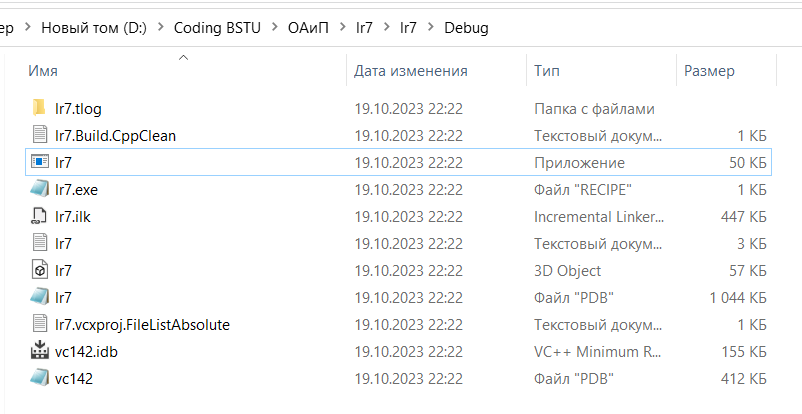 ер > Новый том (D:) > Coding BSTU > ОАиП > lr7 > lr7 > Debug
Имя Дата изменения Тип Размер
lr7.tlog 19.10.2023 22:22 Папка с файлами
lr7.Build.CppClean 19.10.2023 22:22 Текстовый докум... 1 КБ
lr7 19.10.2023 22:22 Приложение 50 КБ
lr7.exe 19.10.2023 22:22 Файл "RECIPE" 1 КБ
lr7.ilk 19.10.2023 22:22 Incremental Linker... 447 КБ
lr7 19.10.2023 22:22 Текстовый докум... 3 КБ
lr7 19.10.2023 22:22 3D Object 57 КБ
lr7 19.10.2023 22:22 Файл "PDB" 1 044 КБ
lr7.vcxproj.FileListAbsolute 19.10.2023 22:22 Текстовый докум... 1 КБ
vc142.idb 19.10.2023 22:22 VC++ Minimum R... 155 КБ
vc142 19.10.2023 22:22 Файл "PDB" 412 КБ